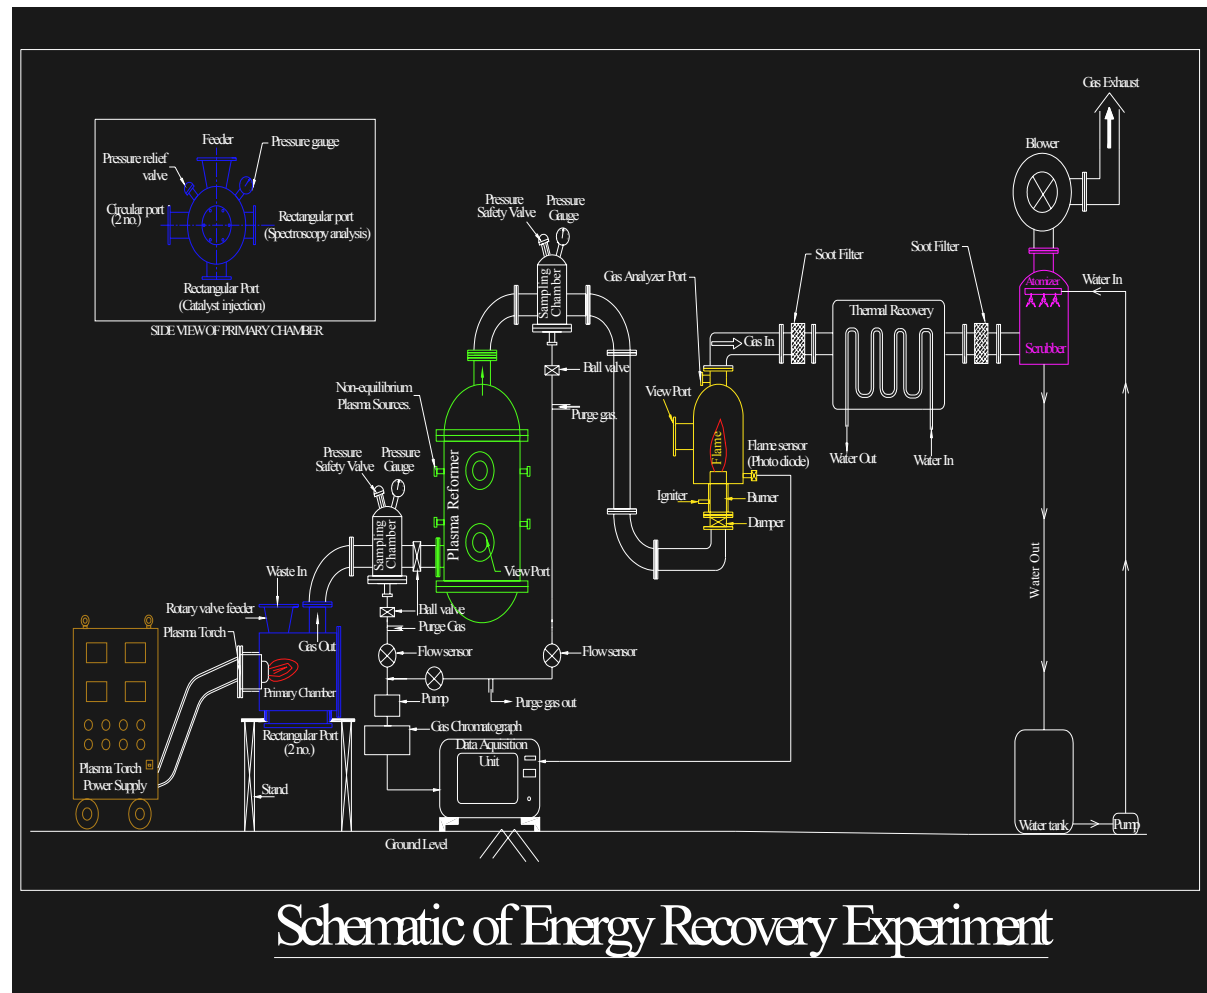 Gas Exhaust
Blower
Feeder
Pressure gauge
Pressure relief
valve
Circular port
(2 no.)
Rectangular port
(Spectroscopy analysis)
Rectangular Port
(Catalyst injection)
SIDE VIEW OF PRIMARY CHAMBER
Pressure
Safety Valve
Pressure
Gauge
Sampling
Chamber
Gas Analyzer Port
Soot Filter
Soot Filter
Atomizer
Water In
Thermal Recovery
Gas In
Scrubber
Ball valve
Purge gas.
Non-equilibrium
Plasma Sources.
View Port
Flame
Flame sensor
(Photo diode)
Water Out
Water In
Pressure
Safety Valve
Pressure
Gauge
Igniter
Burner
Damper
Plasma Reformer
Sampling
Chamber
View Port
Water Out
Waste In
Rotary valve feeder
Ball valve
Plasma Torch
Purge Gas
Gas Out
Flow sensor
Flow sensor
Primary Chamber
Pump
Purge gas out
Rectangular Port
(2 no.)
Gas Chromatograph
Data Aquisition
Unit
Plasma Torch
Power Supply
Stand
Water tank
Pump
Ground Level
Schematic of Energy Recovery Experiment